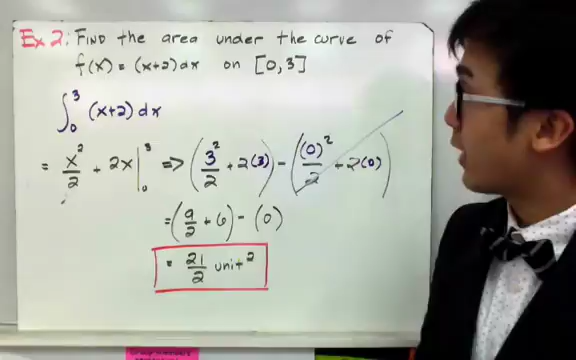 Ex 2: Find the area under the curve of
f(x) = (x+2)dx on [0,3]
∫₀³ (x+2) dx
= x²/2 + 2x |₀³ => (3²/2 + 2(3)) - ((0)²/2 + 2(0))
= (9/2 + 6) - (0)
= 21/2 unit²